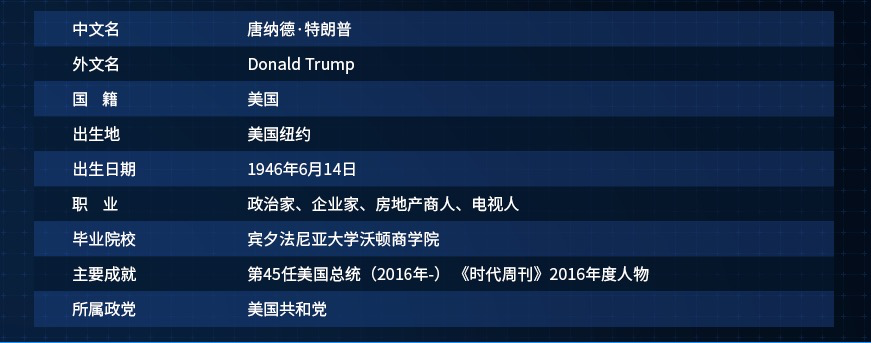 中文名 唐纳德·特朗普
外文名 Donald Trump
国 籍 美国
出生地 美国纽约
出生日期 1946年6月14日
职 业 政治家、企业家、房地产商人、电视人
毕业院校 宾夕法尼亚大学沃顿商学院
主要成就 第45任美国总统（2016年-） 《时代周刊》2016年度人物
所属政党 美国共和党